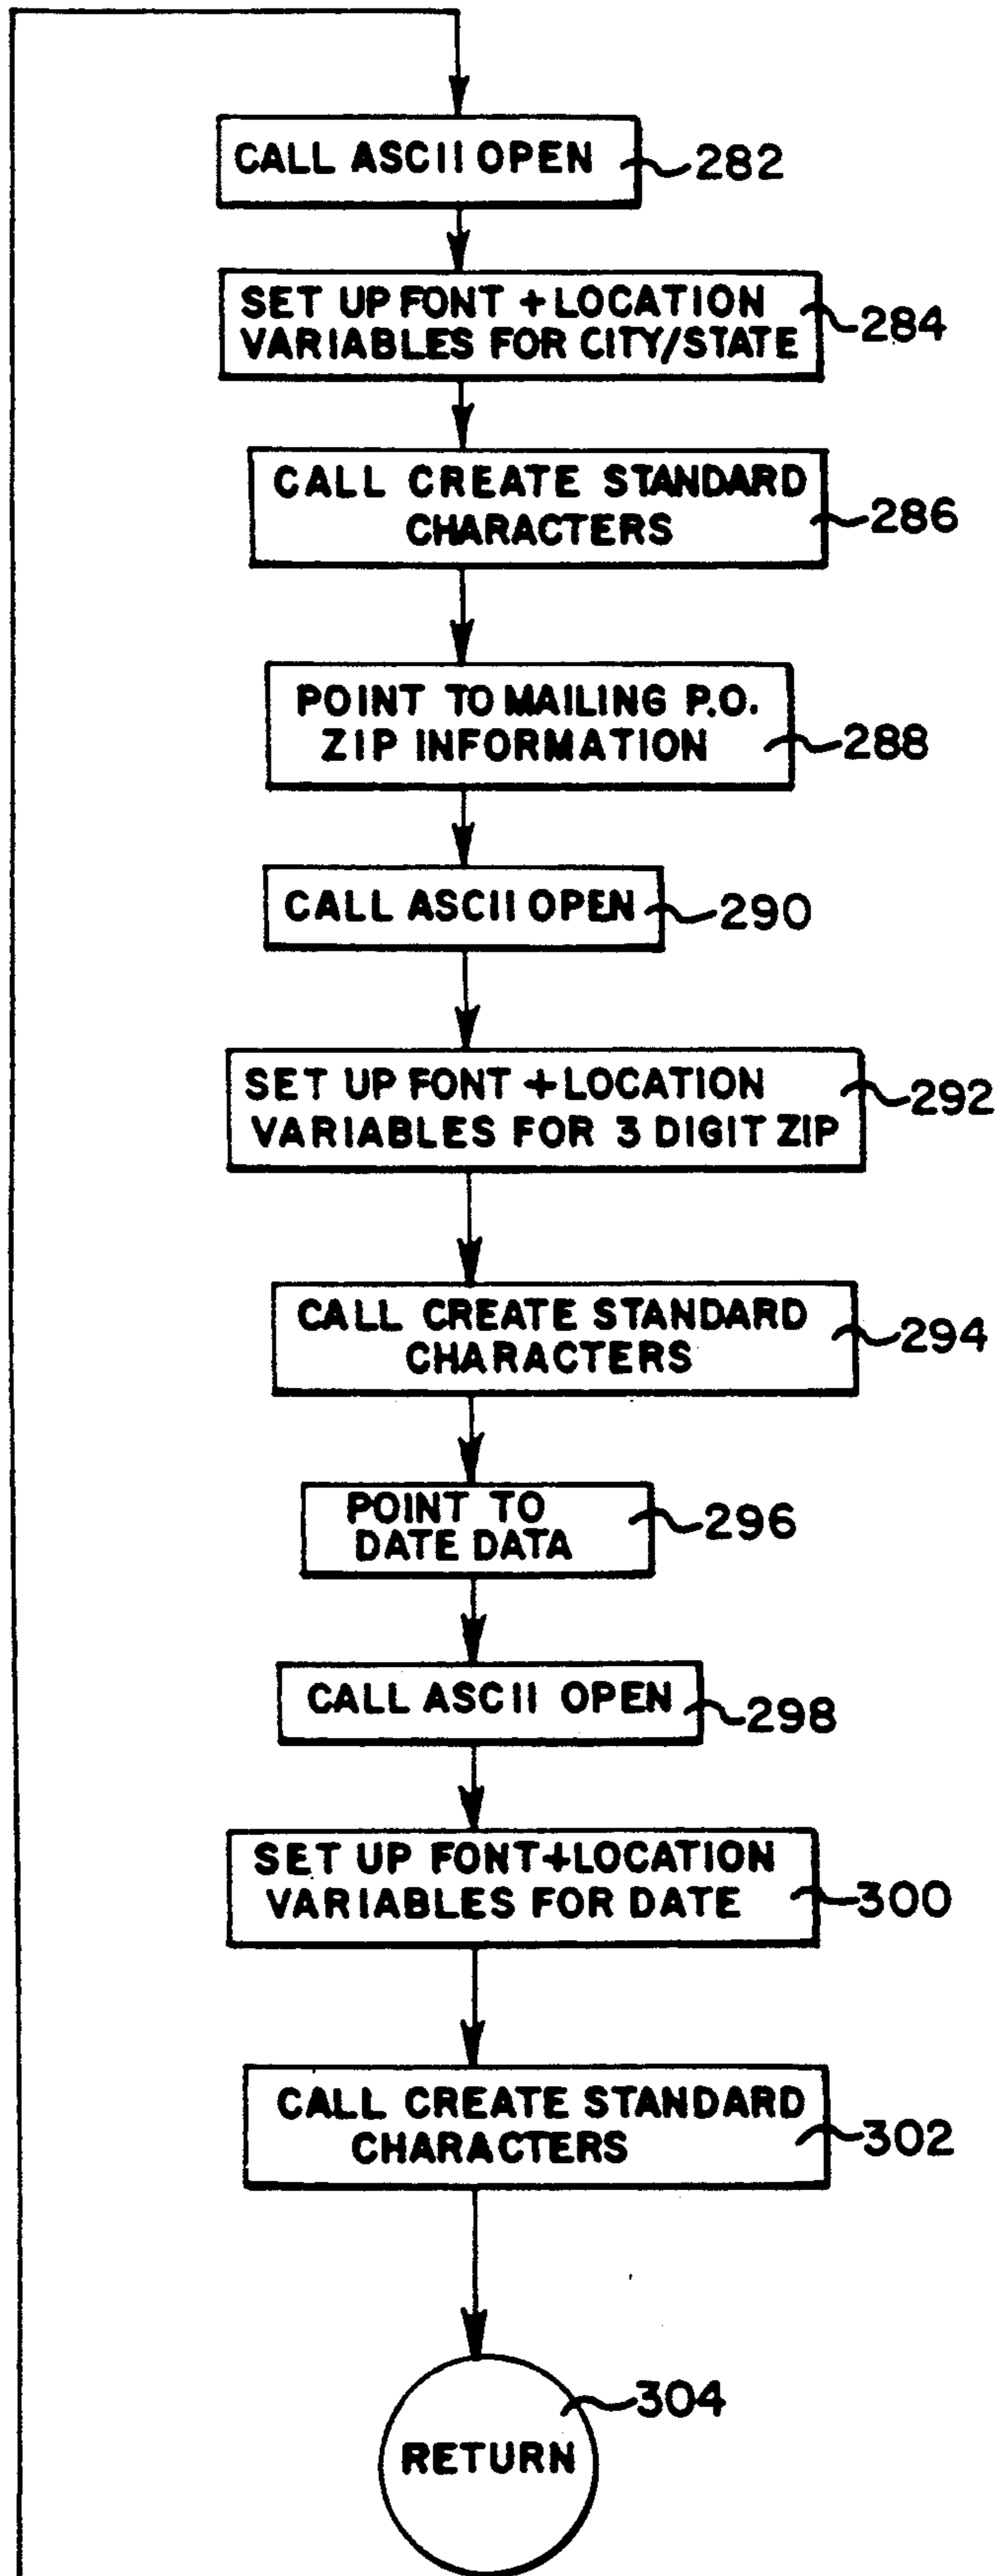 CALL ASCII OPEN 282
SET UP FONT + LOCATION
VARIABLES FOR CITY/STATE 284
CALL CREATE STANDARD
CHARACTERS 286
POINT TO MAILING P.O.
ZIP INFORMATION 288
CALL ASCII OPEN 290
SET UP FONT + LOCATION
VARIABLES FOR 3 DIGIT ZIP 292
CALL CREATE STANDARD
CHARACTERS 294
POINT TO
DATE DATA 296
CALL ASCII OPEN 298
SET UP FONT + LOCATION
VARIABLES FOR DATE 300
CALL CREATE STANDARD
CHARACTERS 302
304
RETURN